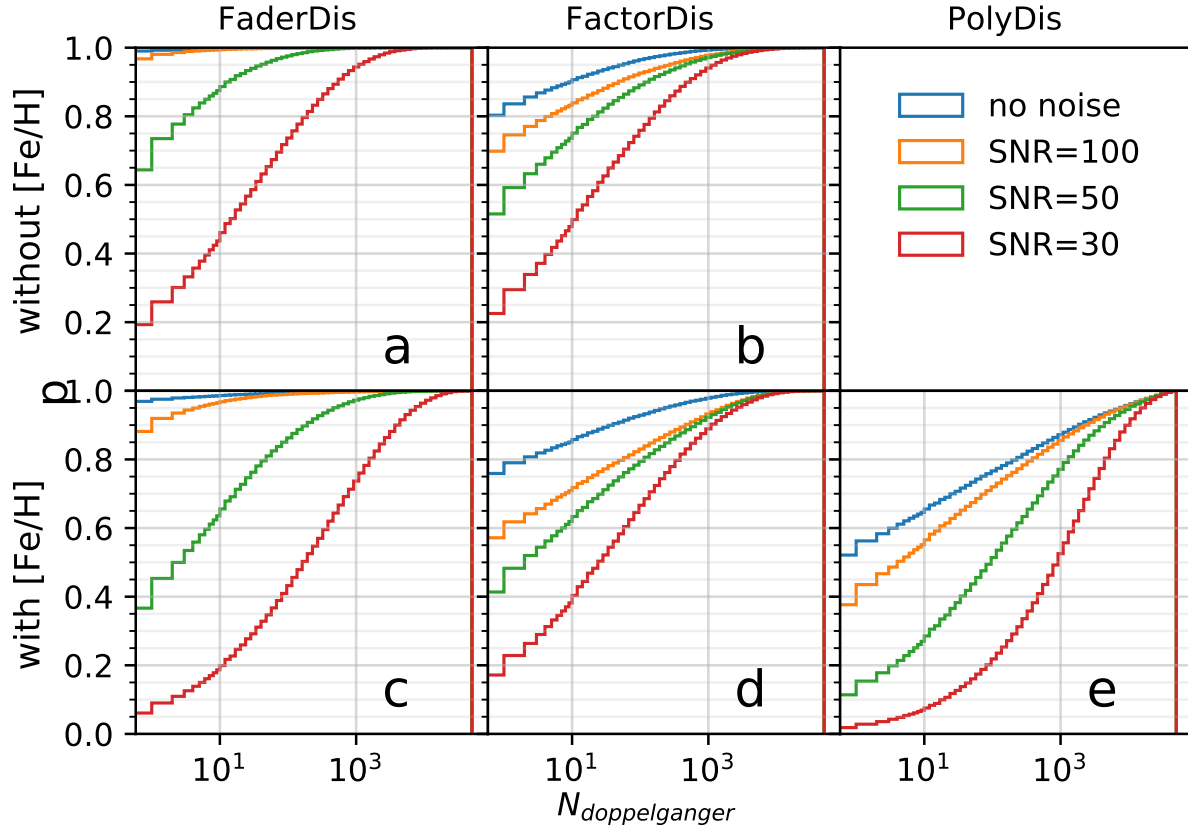 FaderDis FactorDis PolyDis
without [Fe/H]
1.0
0.8
0.6
0.4
0.2
a
b
no noise
SNR=100
SNR=50
SNR=30
p
with [Fe/H]
1.0
0.8
0.6
0.4
0.2
0.0
c
d
e
10¹ 10³ 10¹ 10³ 10¹ 10³
N_doppelganger